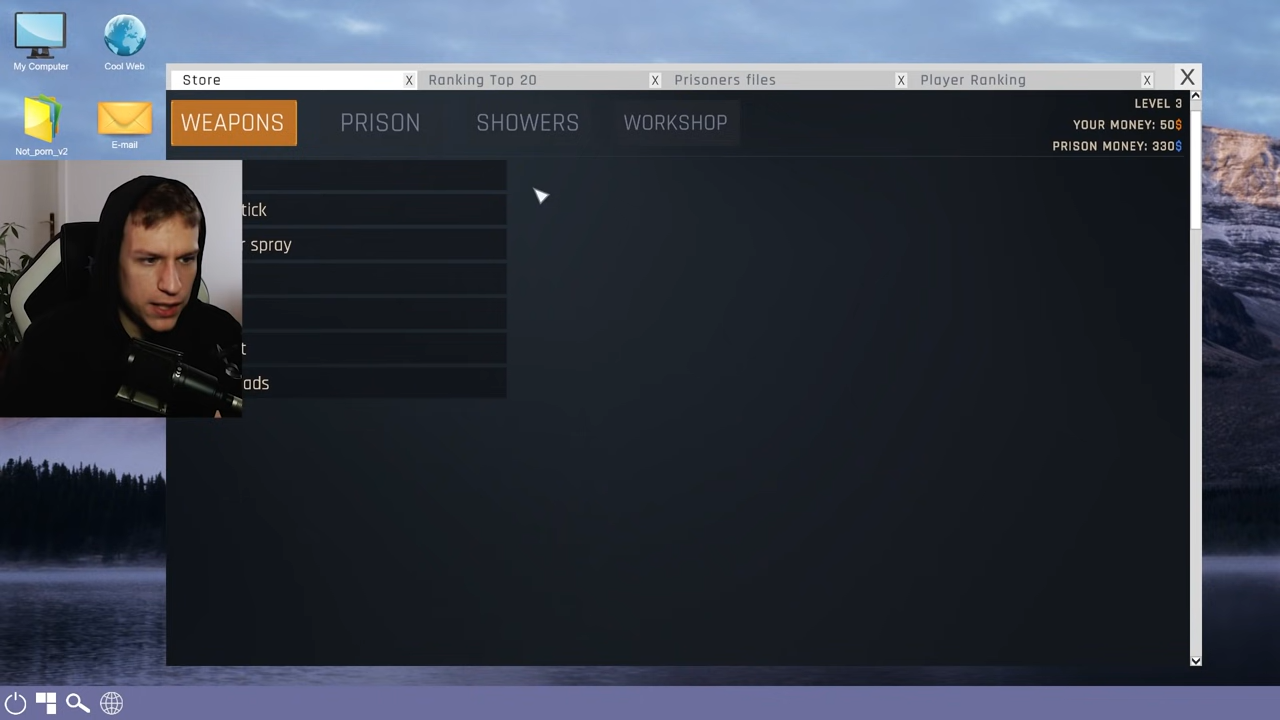 My Computer
Cool Web
Not_porn_v2
E-mail
Store X
Ranking Top 20 X
Prisoners files X
Player Ranking X
X
WEAPONS
PRISON
SHOWERS
WORKSHOP
LEVEL 3
YOUR MONEY: 50$
PRISON MONEY: 330$
tick
spray
ads